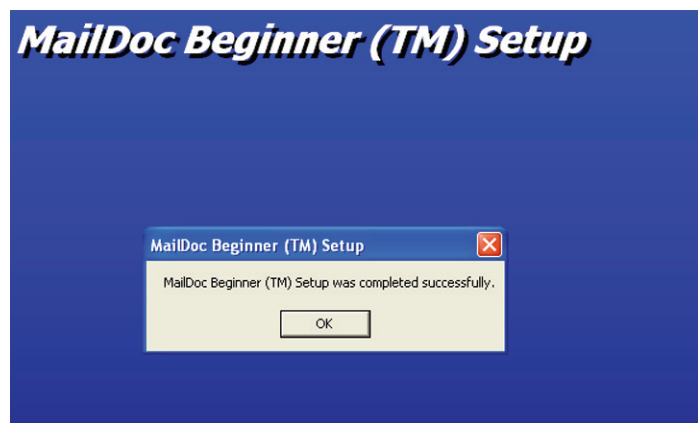 MailDoc Beginner (TM) Setup
MailDoc Beginner (TM) Setup
MailDoc Beginner (TM) Setup was completed successfully.
OK